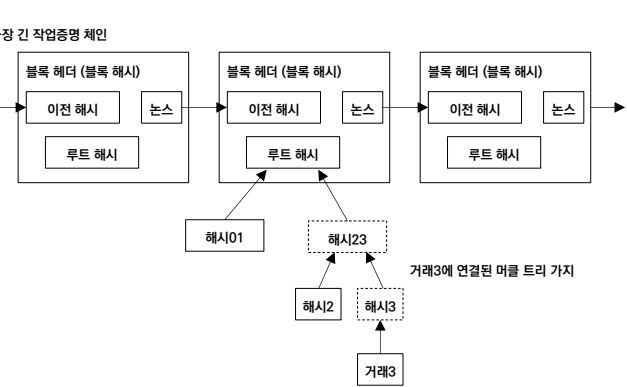 장 긴 작업증명 체인
블록 헤더 (블록 해시)
이전 해시
논스
루트 해시
블록 헤더 (블록 해시)
이전 해시
논스
루트 해시
블록 헤더 (블록 해시)
이전 해시
논스
루트 해시
해시01
해시23
거래3에 연결된 머클 트리 가지
해시2
해시3
거래3